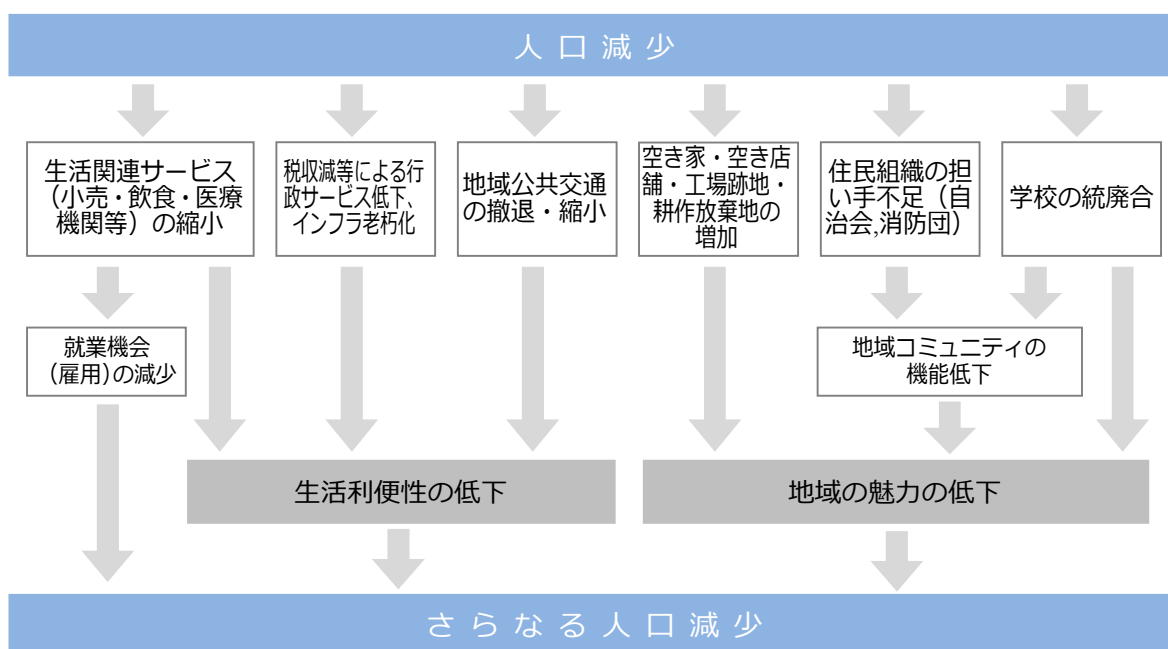 人口減少
生活関連サービス
（小売・飲食・医療
機関等）の縮小
税収減等による行
政サービス低下、
インフラ老朽化
地域公共交通
の撤退・縮小
空き家・空き店
舗・工場跡地・
耕作放棄地の
増加
住民組織の担
い手不足（自
治会,消防団）
学校の統廃合
就業機会
（雇用）の減少
地域コミュニティの
機能低下
生活利便性の低下
地域の魅力の低下
さらなる人口減少